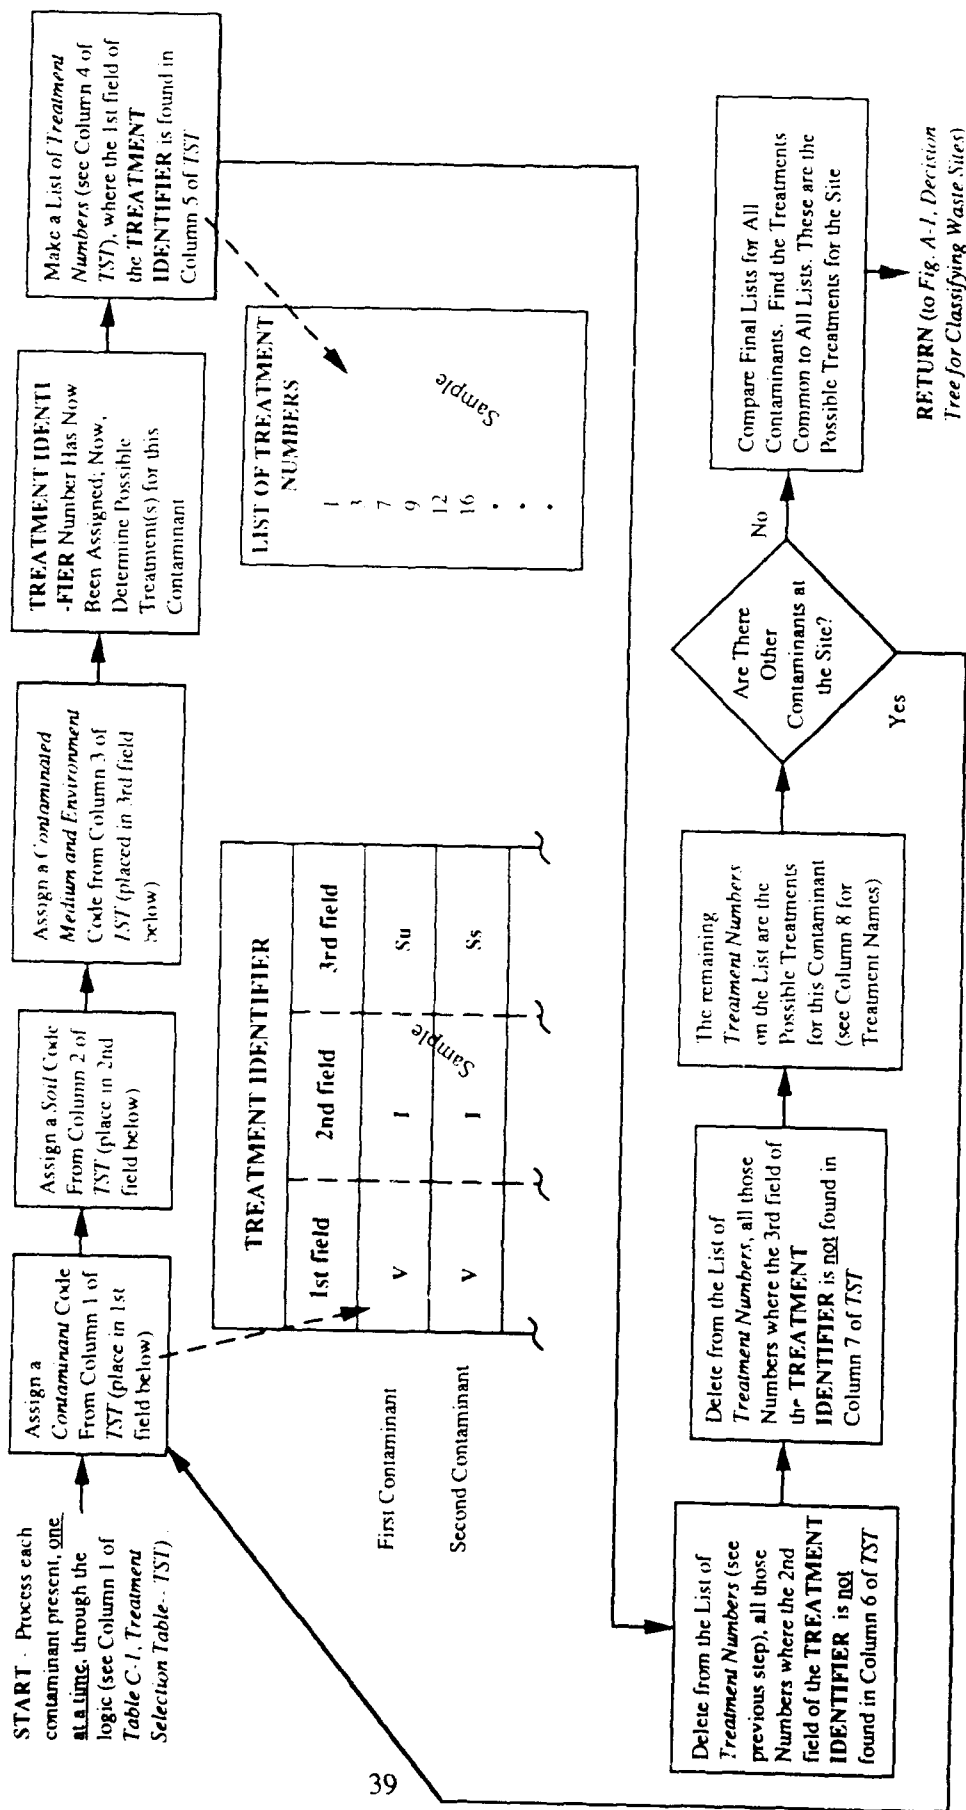 START - Process each
contaminant present, one
at a time, through the
logic (see Column 1 of
Table C-1, Treatment
Selection Table-- TST)
Assign a
Contaminant Code
From Column 1 of
TST (place in 1st
field below)
Assign a Soil Code
From Column 2 of
TST (place in 2nd
field below)
Assign a Contaminated
Medium and Environment
Code from Column 3 of
TST (placed in 3rd field
below)
TREATMENT IDENTI
-FIER Number Has Now
Been Assigned; Now,
Determine Possible
Treatment(s) for this
Contaminant
Make a List of Treatment
Numbers (see Column 4 of
TST), where the 1st field of
the TREATMENT
IDENTIFIER is found in
Column 5 of TST
TREATMENT IDENTIFIER
1st field 2nd field 3rd field
First Contaminant V I Su
Second Contaminant V I Ss
Sample
LIST OF TREATMENT
NUMBERS
1
3
7
9
12
16
.
.
.
Sample
Delete from the List of
Treatment Numbers (see
previous step), all those
Numbers where the 2nd
field of the TREATMENT
IDENTIFIER is not
found in Column 6 of TST
Delete from the List of
Treatment Numbers, all those
Numbers where the 3rd field of
the TREATMENT
IDENTIFIER is not found in
Column 7 of TST
The remaining
Treatment Numbers
on the List are the
Possible Treatments
for this Contaminant
(see Column 8 for
Treatment Names)
Are There
Other
Contaminants at
the Site?
Yes
No
Compare Final Lists for All
Contaminants. Find the Treatments
Common to All Lists. These are the
Possible Treatments for the Site
RETURN (to Fig. A-1, Decision
Tree for Classifying Waste Sites)
39